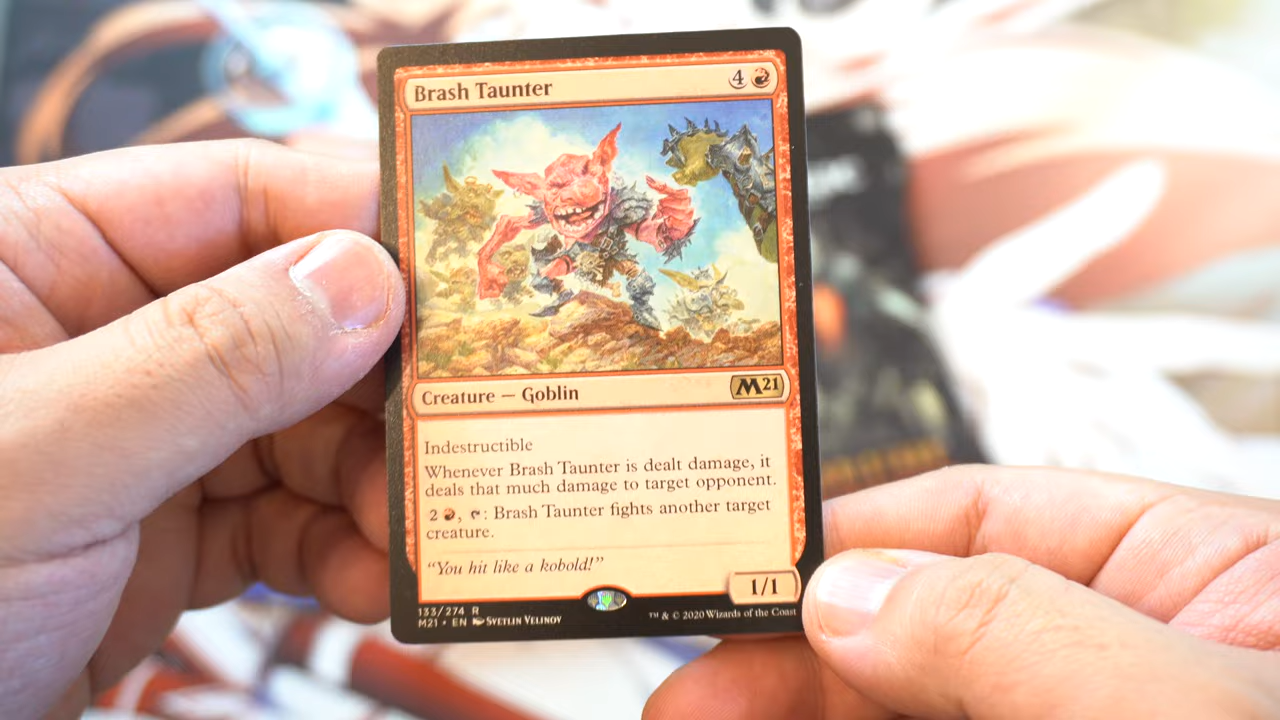 Brash Taunter 4
Creature — Goblin M21
Indestructible
Whenever Brash Taunter is dealt damage, it
deals that much damage to target opponent.
2 , : Brash Taunter fights another target
creature.
"You hit like a kobold!"
1/1
133/274 R
M21 • EN Svetlin Velinov
™ & © 2020 Wizards of the Coast